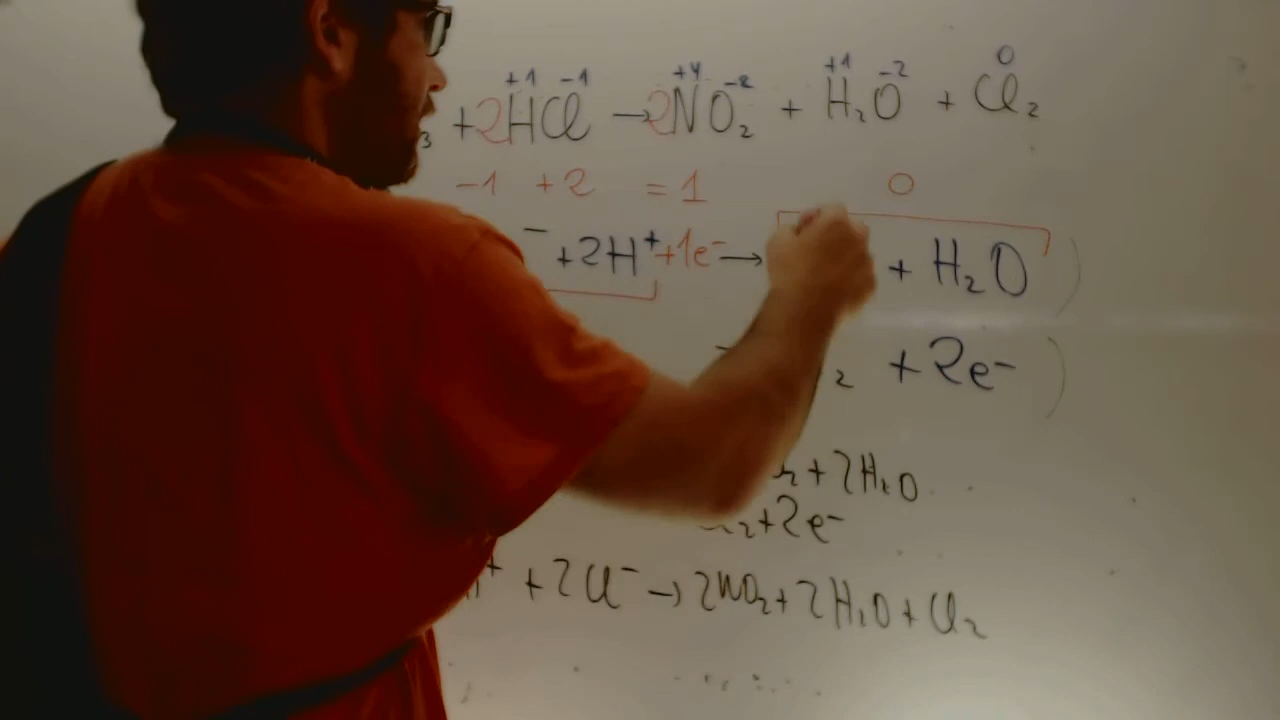 +1 -1 +4 -2 +1 -2 0
3 + 2HCl → 2NO2 + H2O + Cl2
-1 +2 = 1 0
- + 2H+ + 1e- → + H2O )
2 + 2e- )
2 + 2H2O
2 + 2e-
+ + 2Cl- → 2NO2 + 2H2O + Cl2